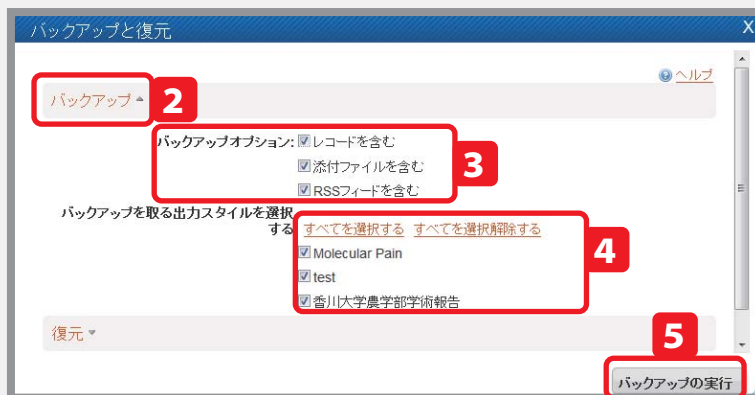 バックアップと復元 X
ヘルプ
バックアップ 2
バックアップオプション: レコードを含む
添付ファイルを含む 3
RSSフィードを含む
バックアップを取る出力スタイルを選択
する すべてを選択する すべてを選択解除する
Molecular Pain 4
test
香川大学農学部学術報告
復元
5
バックアップの実行